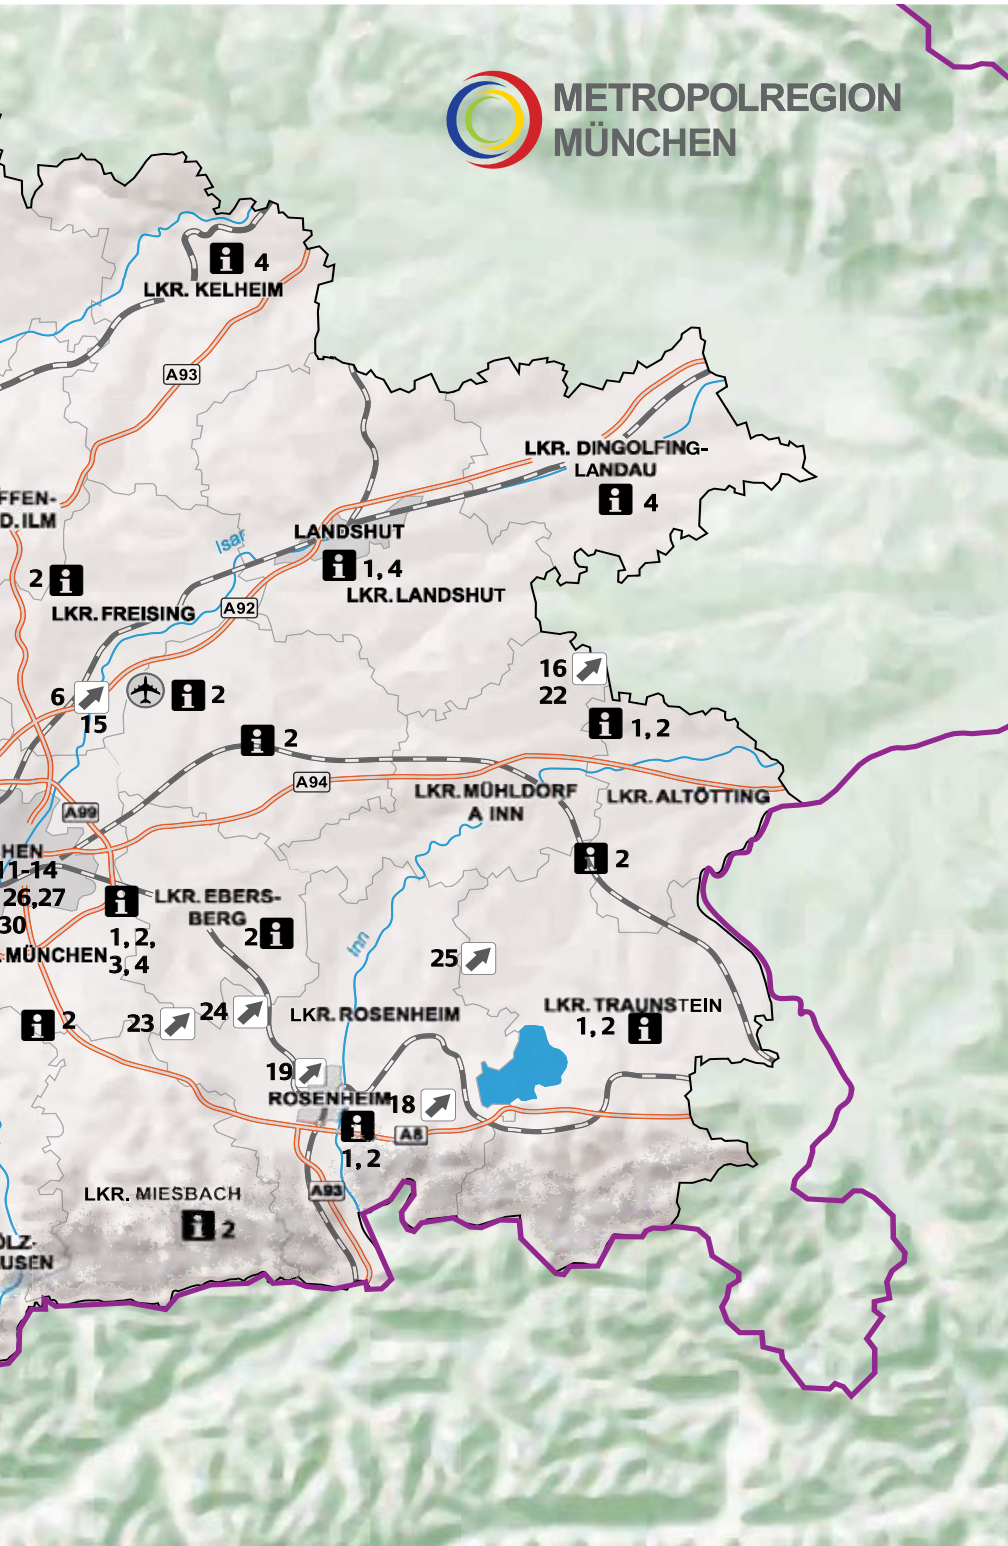 METROPOLREGION
MÜNCHEN
4
LKR. KELHEIM
A93
LKR. DINGOLFING-
LANDAU
4
FFEN-
D. ILM
LANDSHUT
Isar
1, 4
2
LKR. LANDSHUT
LKR. FREISING
A92
16
22
6
15
2
1, 2
2
A94
LKR. MÜHLDORF
A INN
LKR. ALTÖTTING
A99
HEN
11-14
26,27
30
2
LKR. EBERS-
BERG
2
1, 2,
3, 4
. MÜNCHEN
Inn
25
LKR. TRAUNSTEIN
1, 2
24
23
LKR. ROSENHEIM
2
19
ROSENHEIM
18
A8
1, 2
A93
LKR. MIESBACH
2
ÖLZ-
USEN